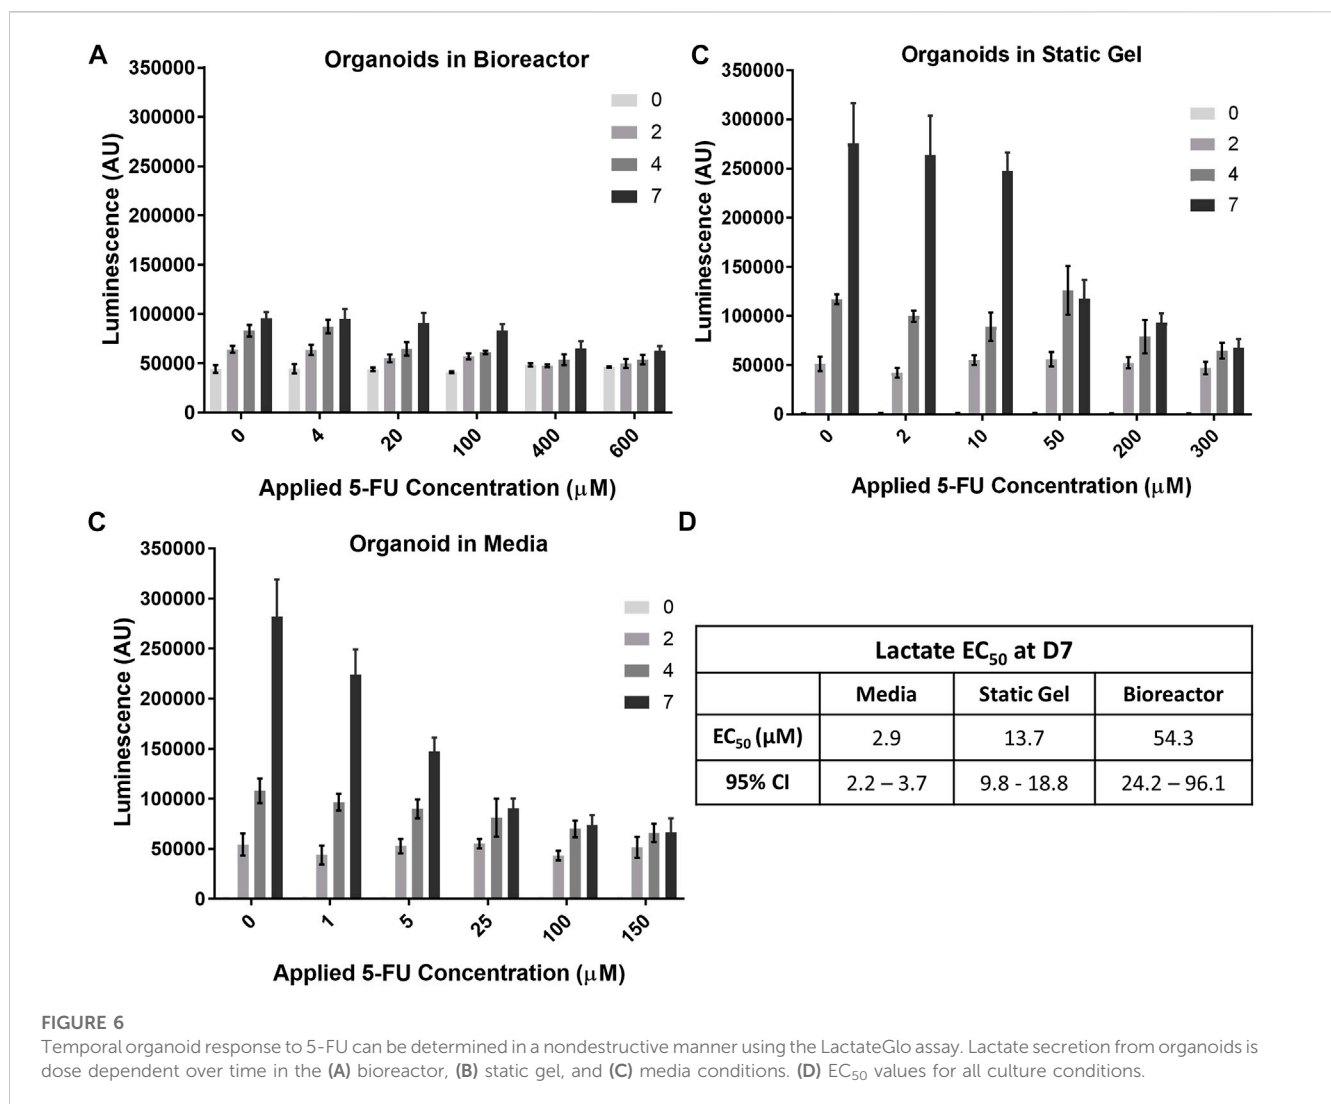 A
Organoids in Bioreactor
350000
300000
250000
200000
150000
100000
50000
0
Luminescence (AU)
0
2
4
7
0
4
20
100
400
600
Applied 5-FU Concentration (μM)
C
Organoids in Static Gel
350000
300000
250000
200000
150000
100000
50000
0
Luminescence (AU)
0
2
4
7
0
2
10
50
200
300
Applied 5-FU Concentration (μM)
C
Organoid in Media
350000
300000
250000
200000
150000
100000
50000
0
Luminescence (AU)
0
2
4
7
0
1
5
25
100
150
Applied 5-FU Concentration (μM)
D
Lactate EC50 at D7
Media Static Gel Bioreactor
EC50 (μM) 2.9 13.7 54.3
95% CI 2.2 – 3.7 9.8 - 18.8 24.2 – 96.1
FIGURE 6
Temporal organoid response to 5-FU can be determined in a nondestructive manner using the LactateGlo assay. Lactate secretion from organoids is
dose dependent over time in the (A) bioreactor, (B) static gel, and (C) media conditions. (D) EC50 values for all culture conditions.